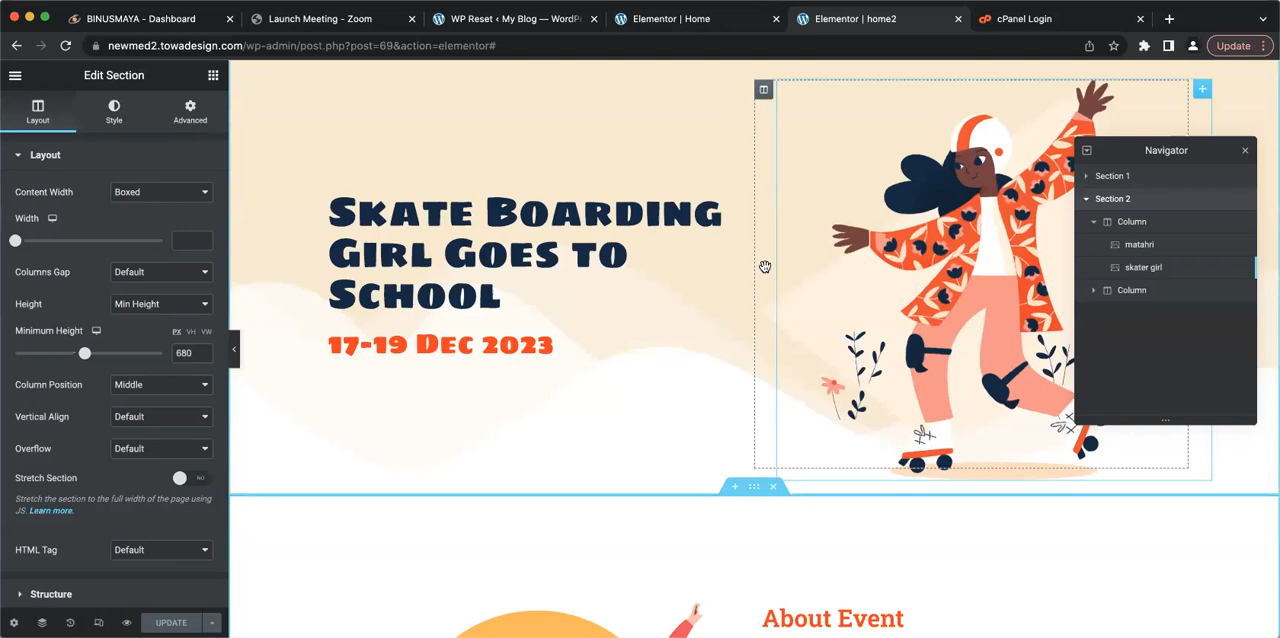 BINUSMAYA - Dashboard
Launch Meeting - Zoom
WP Reset ‹ My Blog — WordPr
Elementor | Home
Elementor | home2
cPanel Login
newmed2.towadesign.com/wp-admin/post.php?post=69&action=elementor#
Update
Edit Section
Layout
Style
Advanced
Layout
Content Width
Boxed
Width
Columns Gap
Default
Height
Min Height
Minimum Height
PX VH VW
680
Column Position
Middle
Vertical Align
Default
Overflow
Default
Stretch Section
NO
Stretch the section to the full width of the page using
JS. Learn more.
HTML Tag
Default
Structure
UPDATE
Skate Boarding
Girl Goes to
School
17-19 Dec 2023
Navigator
Section 1
Section 2
Column
matahri
skater girl
Column
About Event